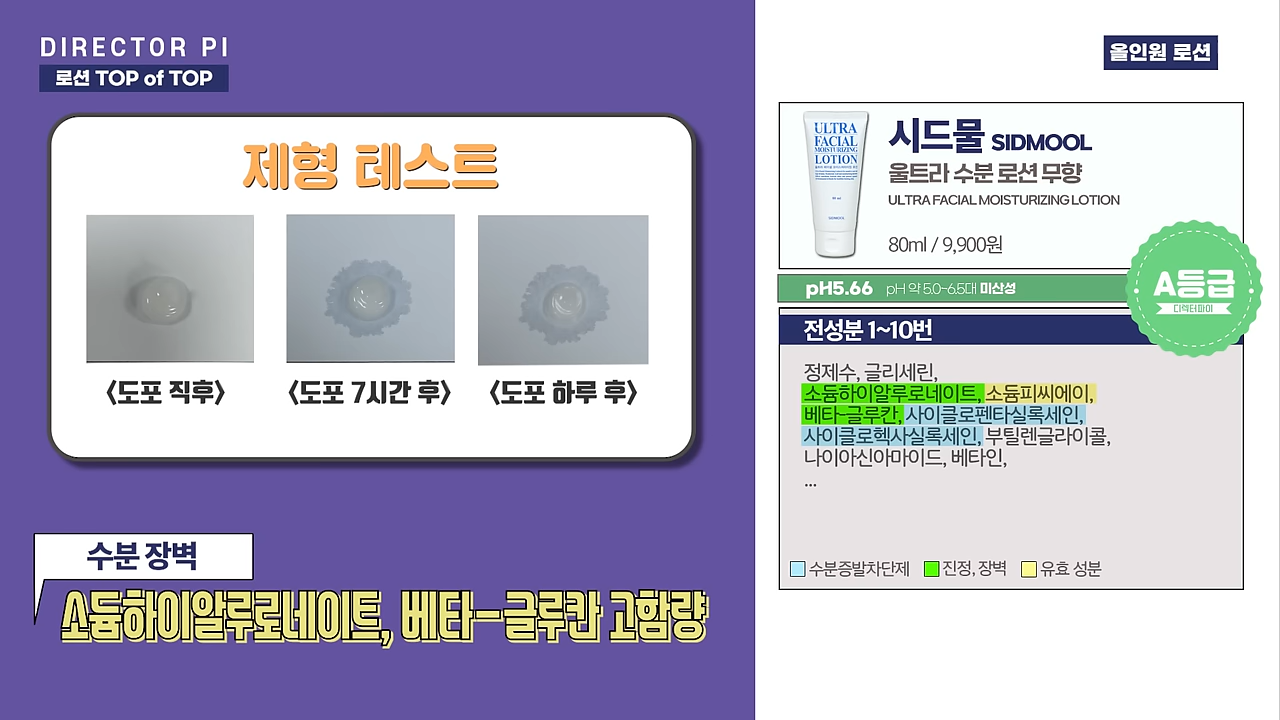 DIRECTOR PI
로션 TOP of TOP
제형 테스트
<도포 직후>
<도포 7시간 후>
<도포 하루 후>
수분 장벽
소듐하이알루로네이트, 베타-글루칸 고함량
올인원 로션
ULTRA
FACIAL
MOISTURIZING
LOTION
SIDMOOL
시드물 SIDMOOL
울트라 수분 로션 무향
ULTRA FACIAL MOISTURIZING LOTION
80ml / 9,900원
pH5.66 pH 약 5.0~6.5대 미산성
A등급
디렉터파이
전성분 1~10번
정제수, 글리세린,
소듐하이알루로네이트, 소듐피씨에이,
베타-글루칸, 사이클로펜타실록세인,
사이클로헥사실록세인, 부틸렌글라이콜,
나이아신아마이드, 베타인,
...
수분증발차단제 진정, 장벽 유효 성분